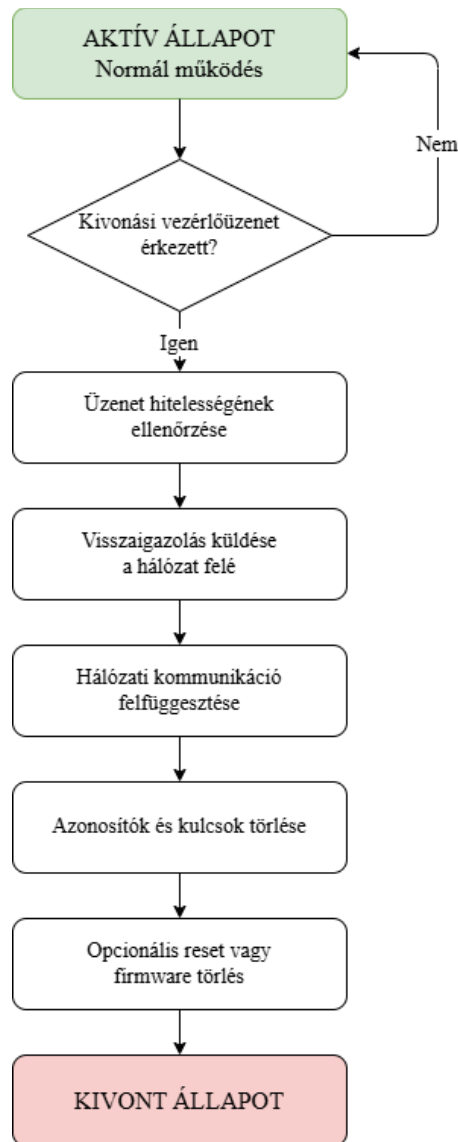 AKTÍV ÁLLAPOT
Normál működés
Nem
Kivonási vezérlőüzenet
érkezett?
Igen
Üzenet hitelességének
ellenőrzése
Visszaigazolás küldése
a hálózat felé
Hálózati kommunikáció
felfüggesztése
Azonosítók és kulcsok törlése
Opcionális reset vagy
firmware törlés
KIVONT ÁLLAPOT